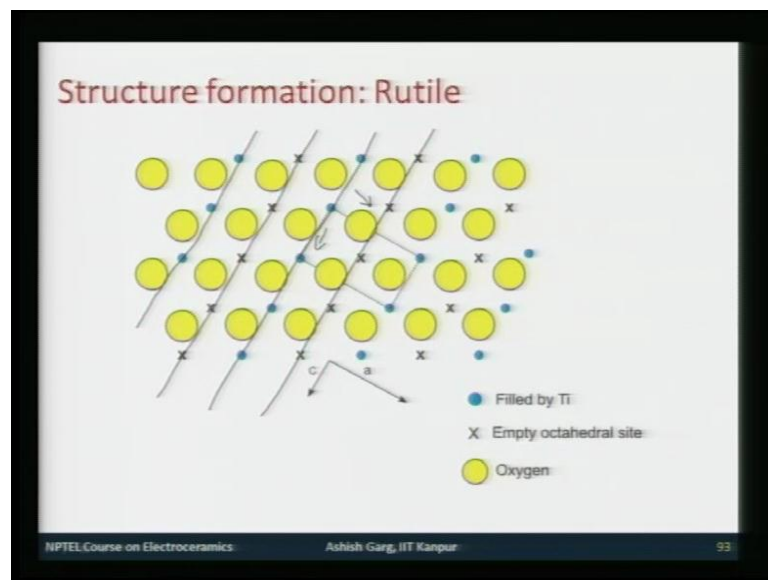 Structure formation: Rutile
x x
x x x
x x x
x x x
x x x
c a
Filled by Ti
x Empty octahedral site
Oxygen
NPTEL Course on Electroceramics Ashish Garg, IIT Kanpur 93